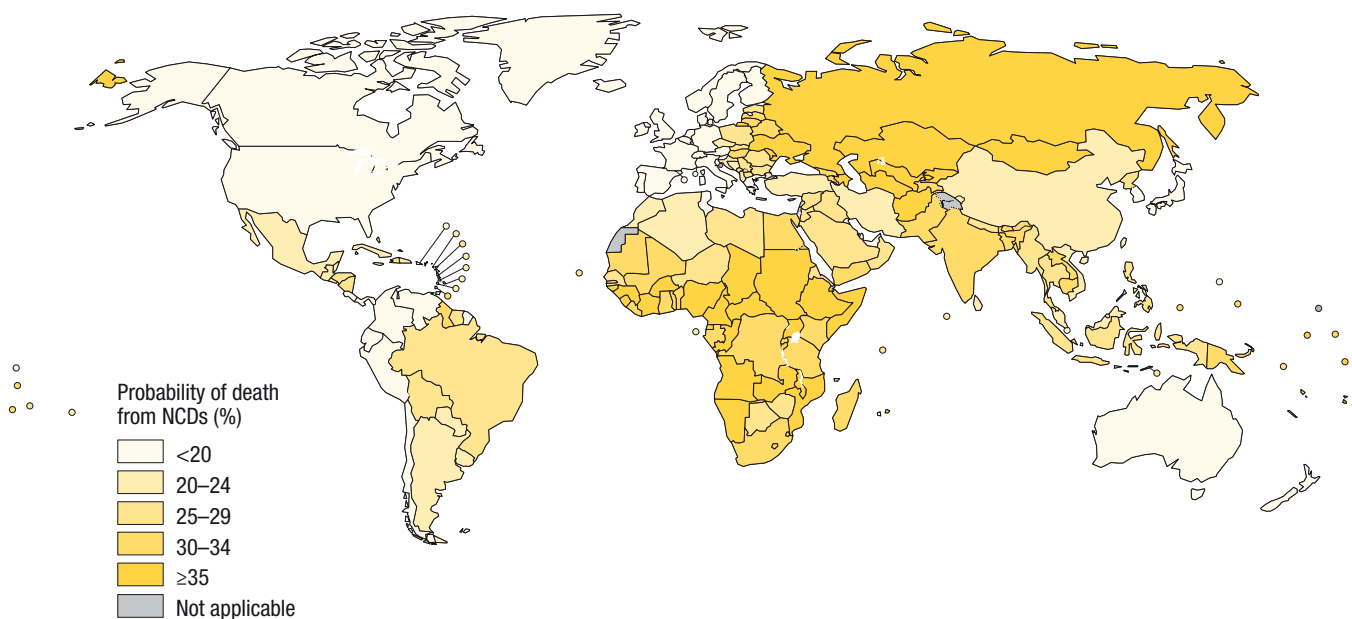 Probability of death
from NCDs (%)
<20
20–24
25–29
30–34
≥35
Not applicable